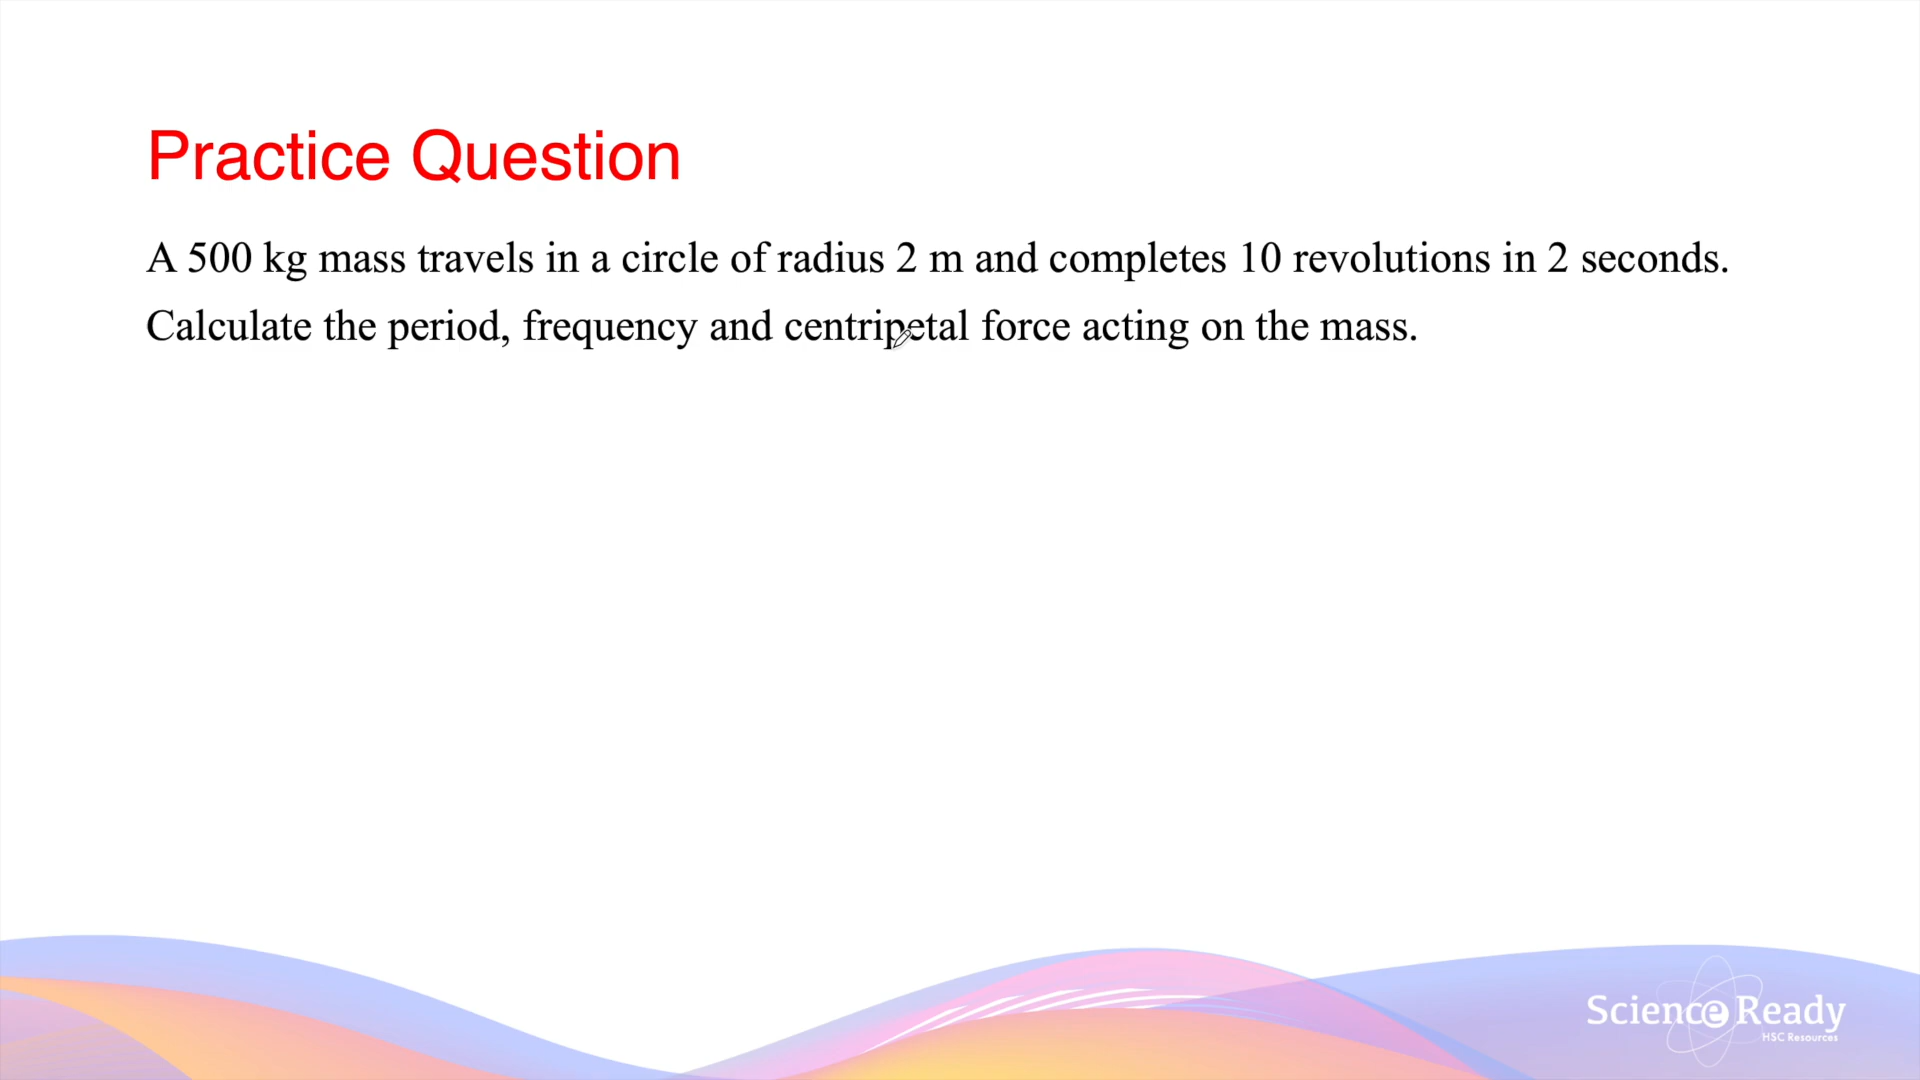 Practice Question
A 500 kg mass travels in a circle of radius 2 m and completes 10 revolutions in 2 seconds.
Calculate the period, frequency and centripetal force acting on the mass.
Science Ready
HSC Resources